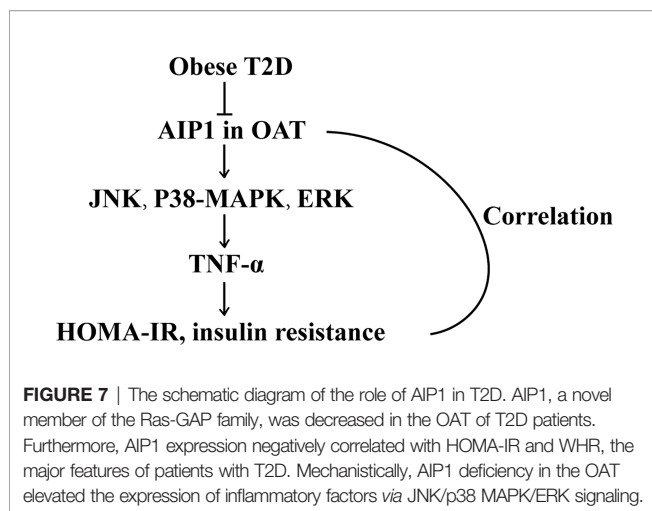 Obese T2D
AIP1 in OAT
JNK, P38-MAPK, ERK
Correlation
TNF-α
HOMA-IR, insulin resistance
FIGURE 7 | The schematic diagram of the role of AIP1 in T2D. AIP1, a novel
member of the Ras-GAP family, was decreased in the OAT of T2D patients.
Furthermore, AIP1 expression negatively correlated with HOMA-IR and WHR, the
major features of patients with T2D. Mechanistically, AIP1 deficiency in the OAT
elevated the expression of inflammatory factors via JNK/p38 MAPK/ERK signaling.